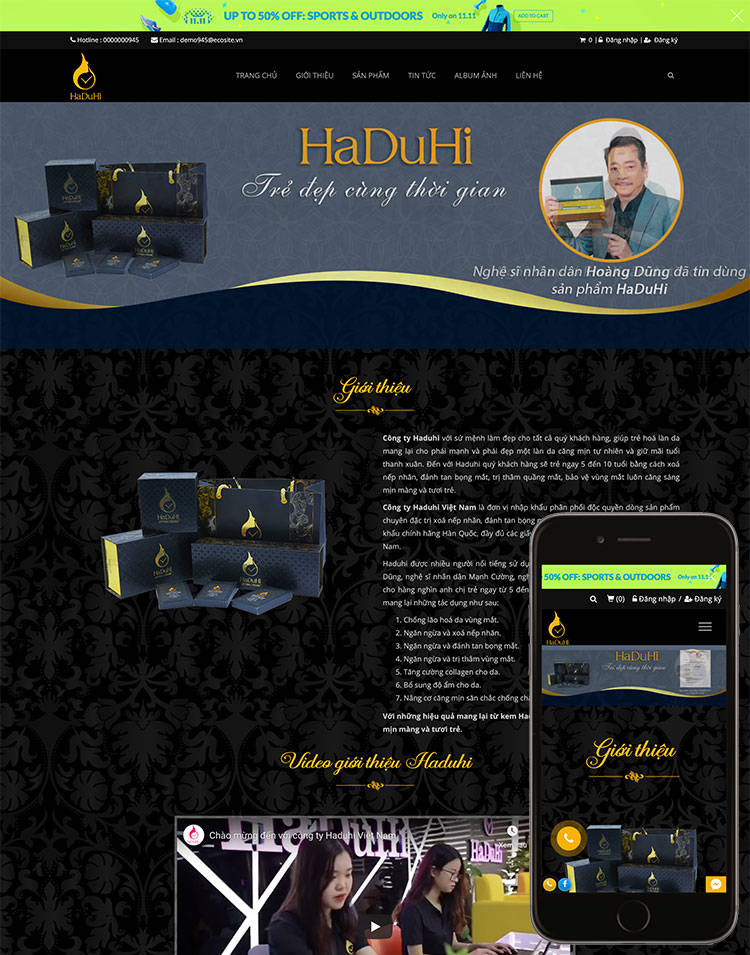 11.11
UP TO 50% OFF: SPORTS & OUTDOORS
Only on 11.11
ADD TO CART
Hotline : 0000000945
Email : demo945@ecosite.vn
0 | Đăng nhập | Đăng ký
HaDuHi
TRANG CHỦ
GIỚI THIỆU
SẢN PHẨM
TIN TỨC
ALBUM ẢNH
LIÊN HỆ
HaDuHi
Trẻ đẹp cùng thời gian
HaDuHi
HaDuHi
HaDuHi
Nghệ sĩ nhân dân Hoàng Dũng đã tin dùng
sản phẩm HaDuHi
Giới thiệu
Công ty Haduhi với sứ mệnh làm đẹp cho tất cả quý khách hàng, giúp trẻ hoá làn da
mang lại cho phái mạnh và phái đẹp một làn da căng mịn tự nhiên và giữ mãi tuổi
thanh xuân. Đến với Haduhi quý khách hàng sẽ trẻ ngay 5 đến 10 tuổi bằng cách xoá
nếp nhăn, đánh tan bọng mắt, trị thâm quầng mắt, bảo vệ vùng mắt luôn căng sáng
mịn màng và tươi trẻ.
Công ty Haduhi Việt Nam là đơn vị nhập khẩu phân phối độc quyền dòng sản phẩm
chuyên đặc trị xoá nếp nhăn, đánh tan bọng m
khẩu chính hãng Hàn Quốc, đầy đủ các giấ
Nam.
Haduhi được nhiều người nổi tiếng sử dụ
Dũng, nghệ sĩ nhân dân Mạnh Cường, ngh
cho hàng nghìn anh chị trẻ ngay từ 5 đến
mang lại những tác dụng như sau:
1. Chống lão hoá da vùng mắt.
2. Ngăn ngừa và xoá nếp nhăn.
3. Ngăn ngừa và đánh tan bọng mắt.
4. Ngăn ngừa và trị thâm vùng mắt.
5. Tăng cường collagen cho da.
6. Bổ sung độ ẩm cho da.
7. Nâng cơ căng mịn săn chắc chống ch
Với những hiệu quả mang lại từ kem Ha
mịn màng và tươi trẻ.
HaDuHi
HaDuHi
HaDuHi
Video giới thiệu Haduhi
Chào mừng đến với công ty Haduhi Việt Nam
Xem sau
HaDuHi
50% OFF: SPORTS & OUTDOORS
Only on 11.11
(0)
Đăng nhập / Đăng ký
HaDuHi
HaDuHi
Trẻ đẹp cùng thời gian
Giới thiệu